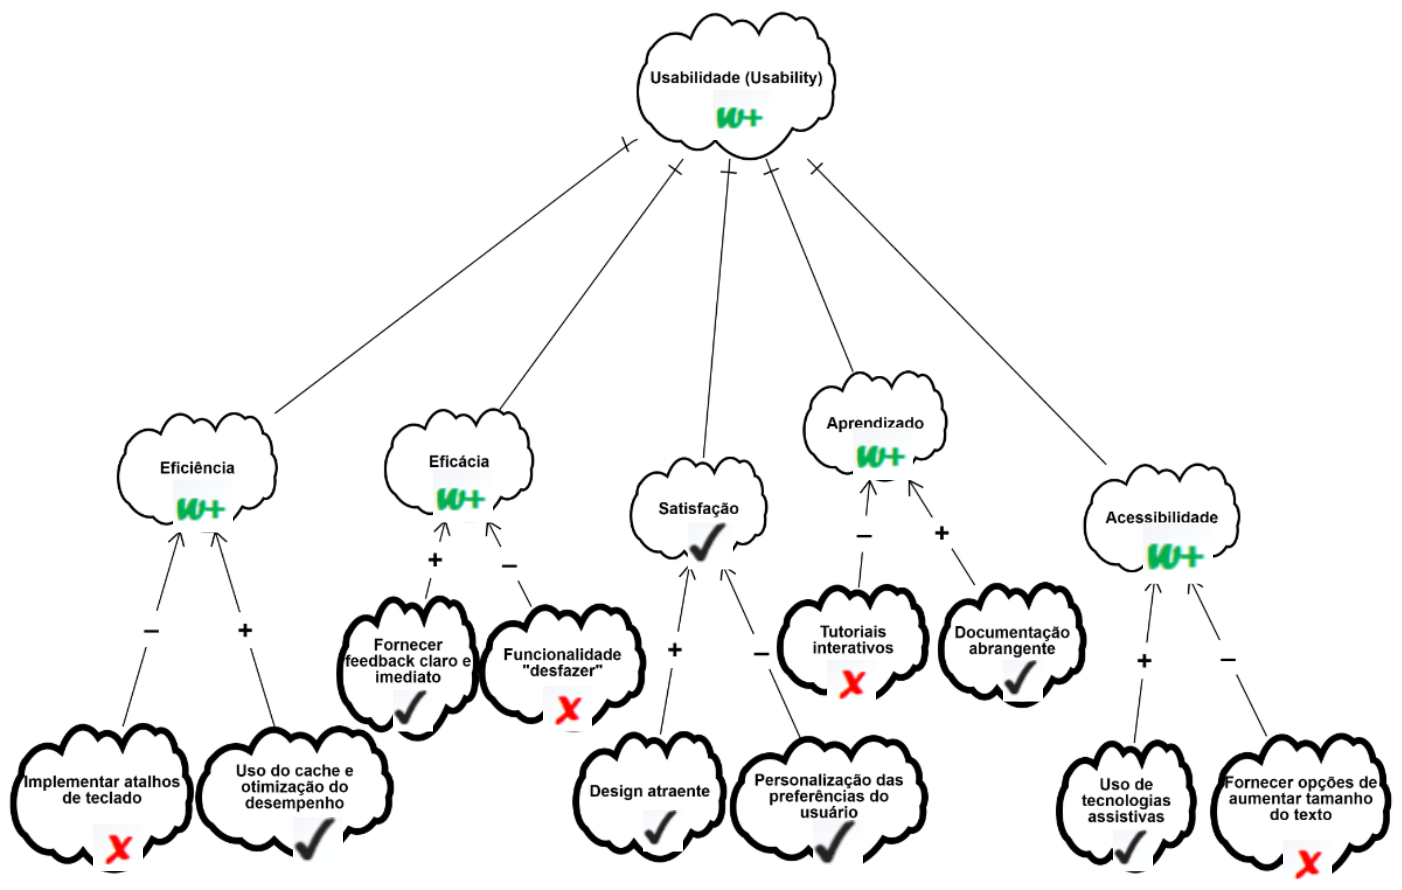 Usabilidade (Usability)
w+
Aprendizado
w+
Eficiência
w+
Eficácia
w+
Satisfação
Acessibilidade
w+
−
+
+
−
+
−
−
+
+
−
Fornecer
feedback claro e
imediato
Funcionalidade
"desfazer"
X
Tutoriais
interativos
X
Documentação
abrangente
Implementar atalhos
de teclado
X
Uso do cache e
otimização do
desempenho
Design atraente
Personalização das
preferências do
usuário
Uso de
tecnologias
assistivas
Fornecer opções de
aumentar tamanho
do texto
X